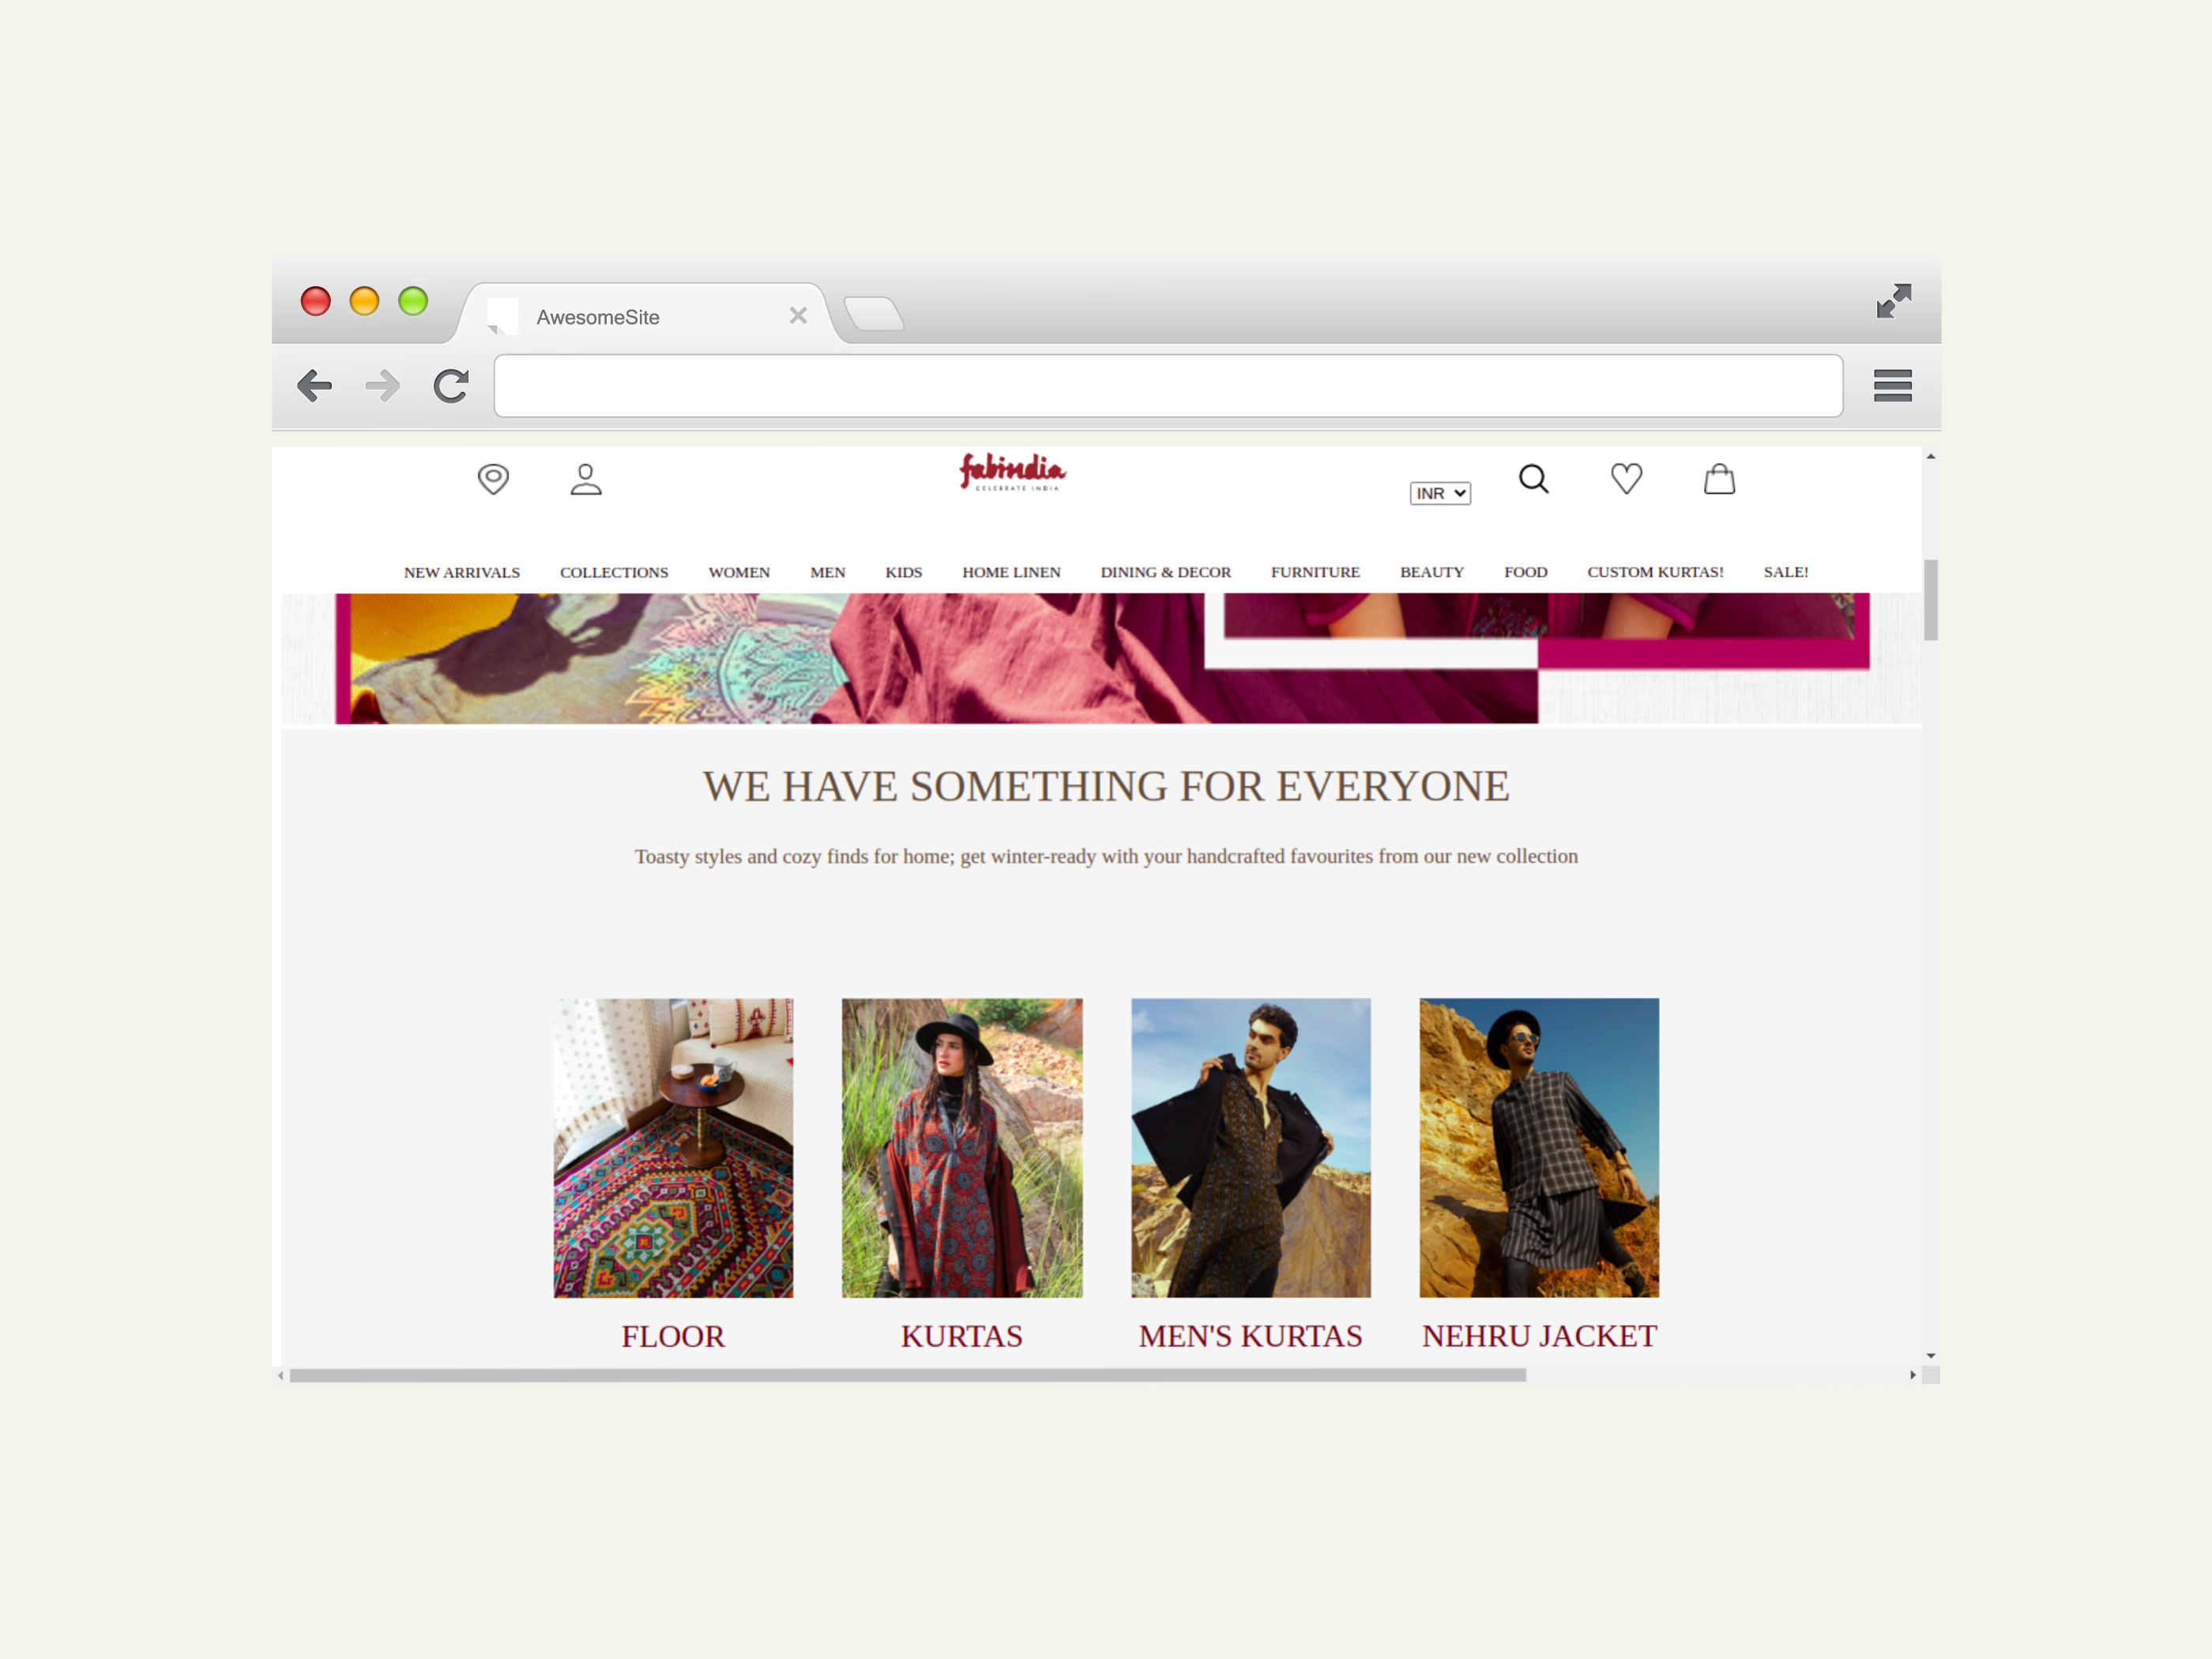 AwesomeSite
fabindia
CELEBRATE INDIA
INR
NEW ARRIVALS COLLECTIONS WOMEN MEN KIDS HOME LINEN DINING & DECOR FURNITURE BEAUTY FOOD CUSTOM KURTAS! SALE!
WE HAVE SOMETHING FOR EVERYONE
Toasty styles and cozy finds for home; get winter-ready with your handcrafted favourites from our new collection
FLOOR KURTAS MEN'S KURTAS NEHRU JACKET